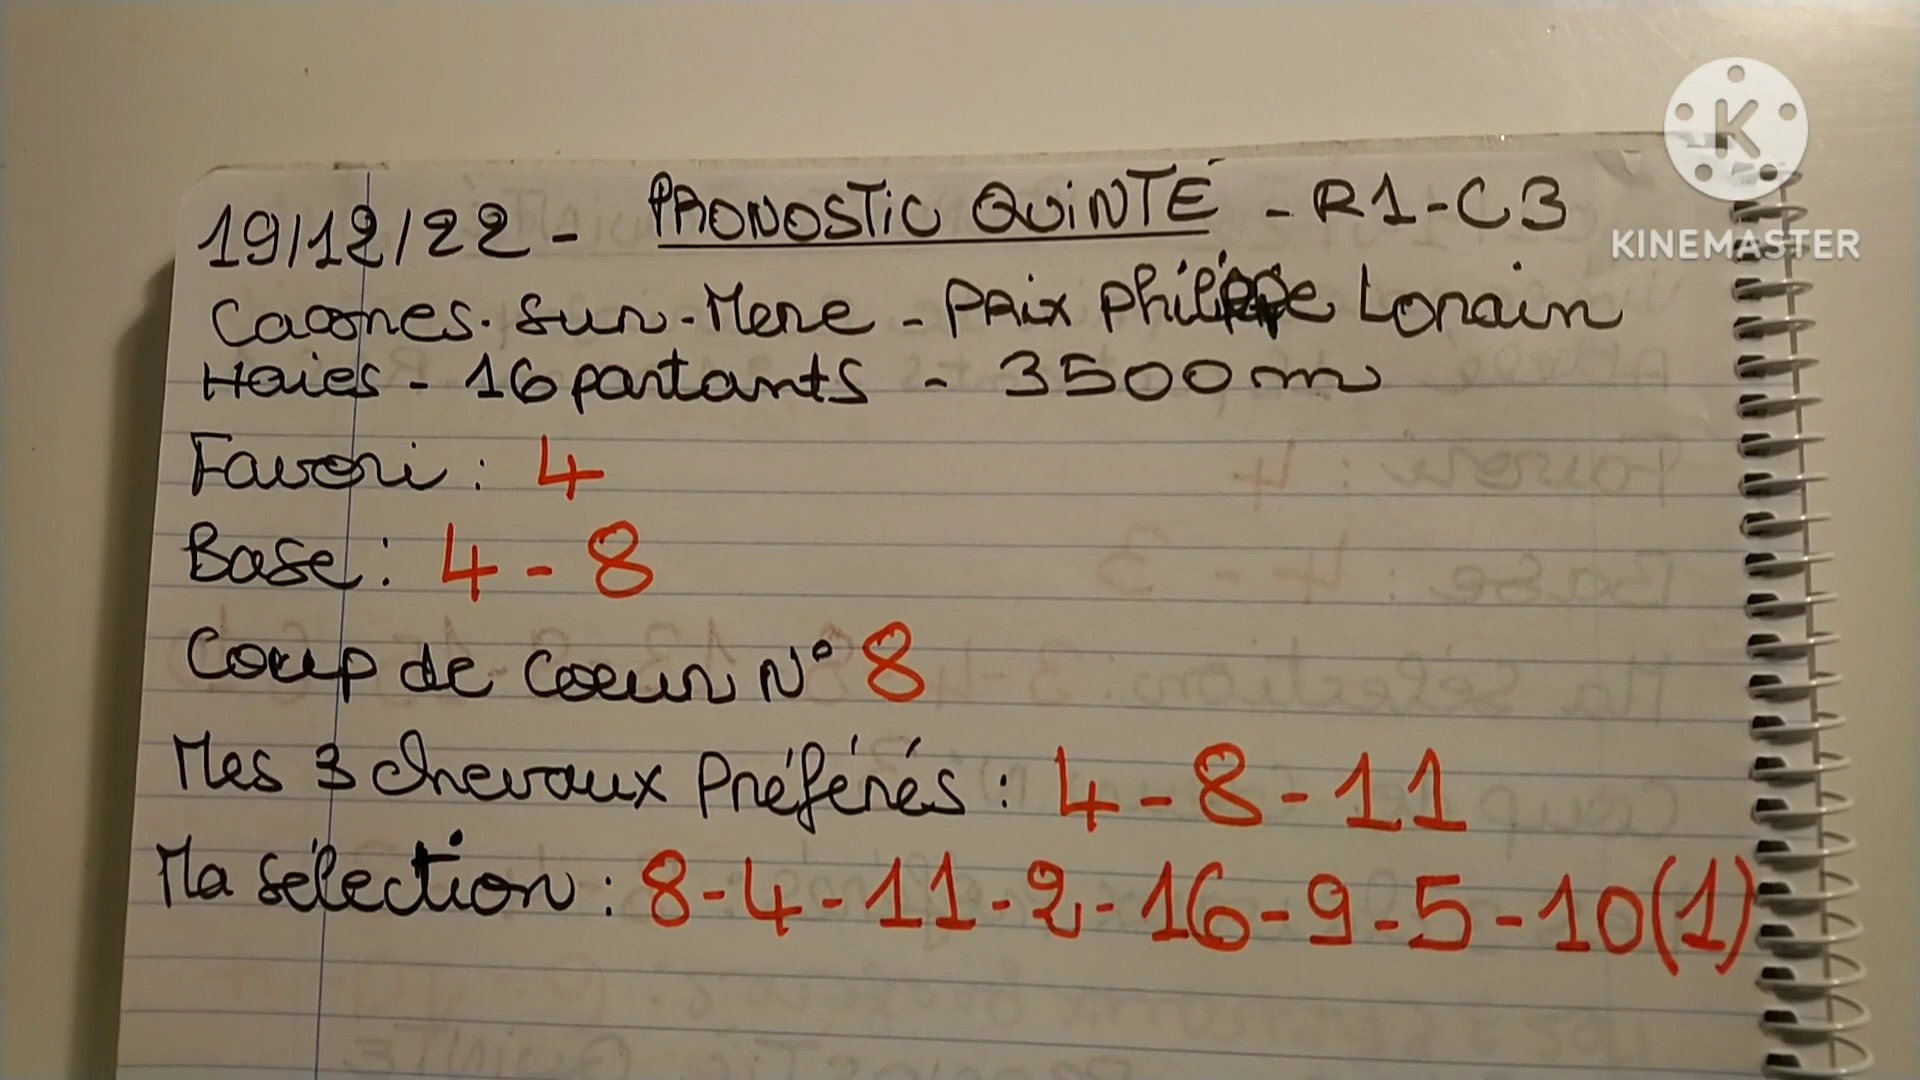 19/12/22 - PRONOSTIC QUINTÉ - R1-C3
Cagnes-sur-Mere - Prix Philippe Lorain
Haies - 16 partants - 3500m
Favori : 4
Base : 4 - 8
Coup de coeur N° 8
Mes 3 chevaux Préférés : 4 - 8 - 11
Ma sélection : 8 - 4 - 11 - 2 - 16 - 9 - 5 - 10 (1)
K
KINEMASTER